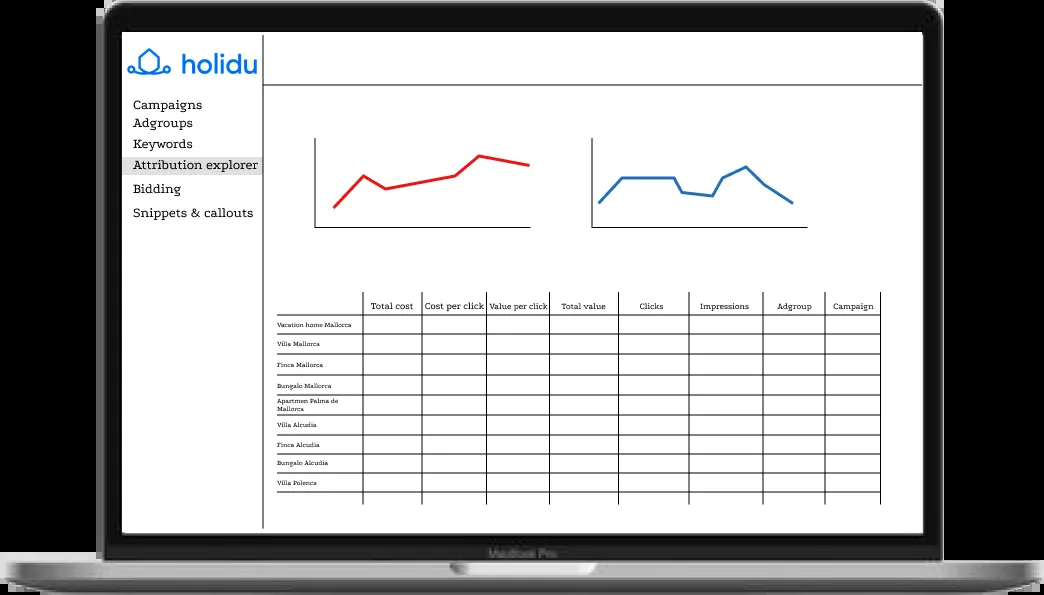 holidu
Campaigns
Adgroups
Keywords
Attribution explorer
Bidding
Snippets & callouts
Total cost Cost per click Value per click Total value Clicks Impressions Adgroup Campaign
Vacation home Mallorca
Villa Mallorca
Finca Mallorca
Bungalo Mallorca
Apartmen Palma de
Mallorca
Villa Alcudia
Finca Alcudia
Bungalo Alcudia
Villa Polenca
MacBook Pro